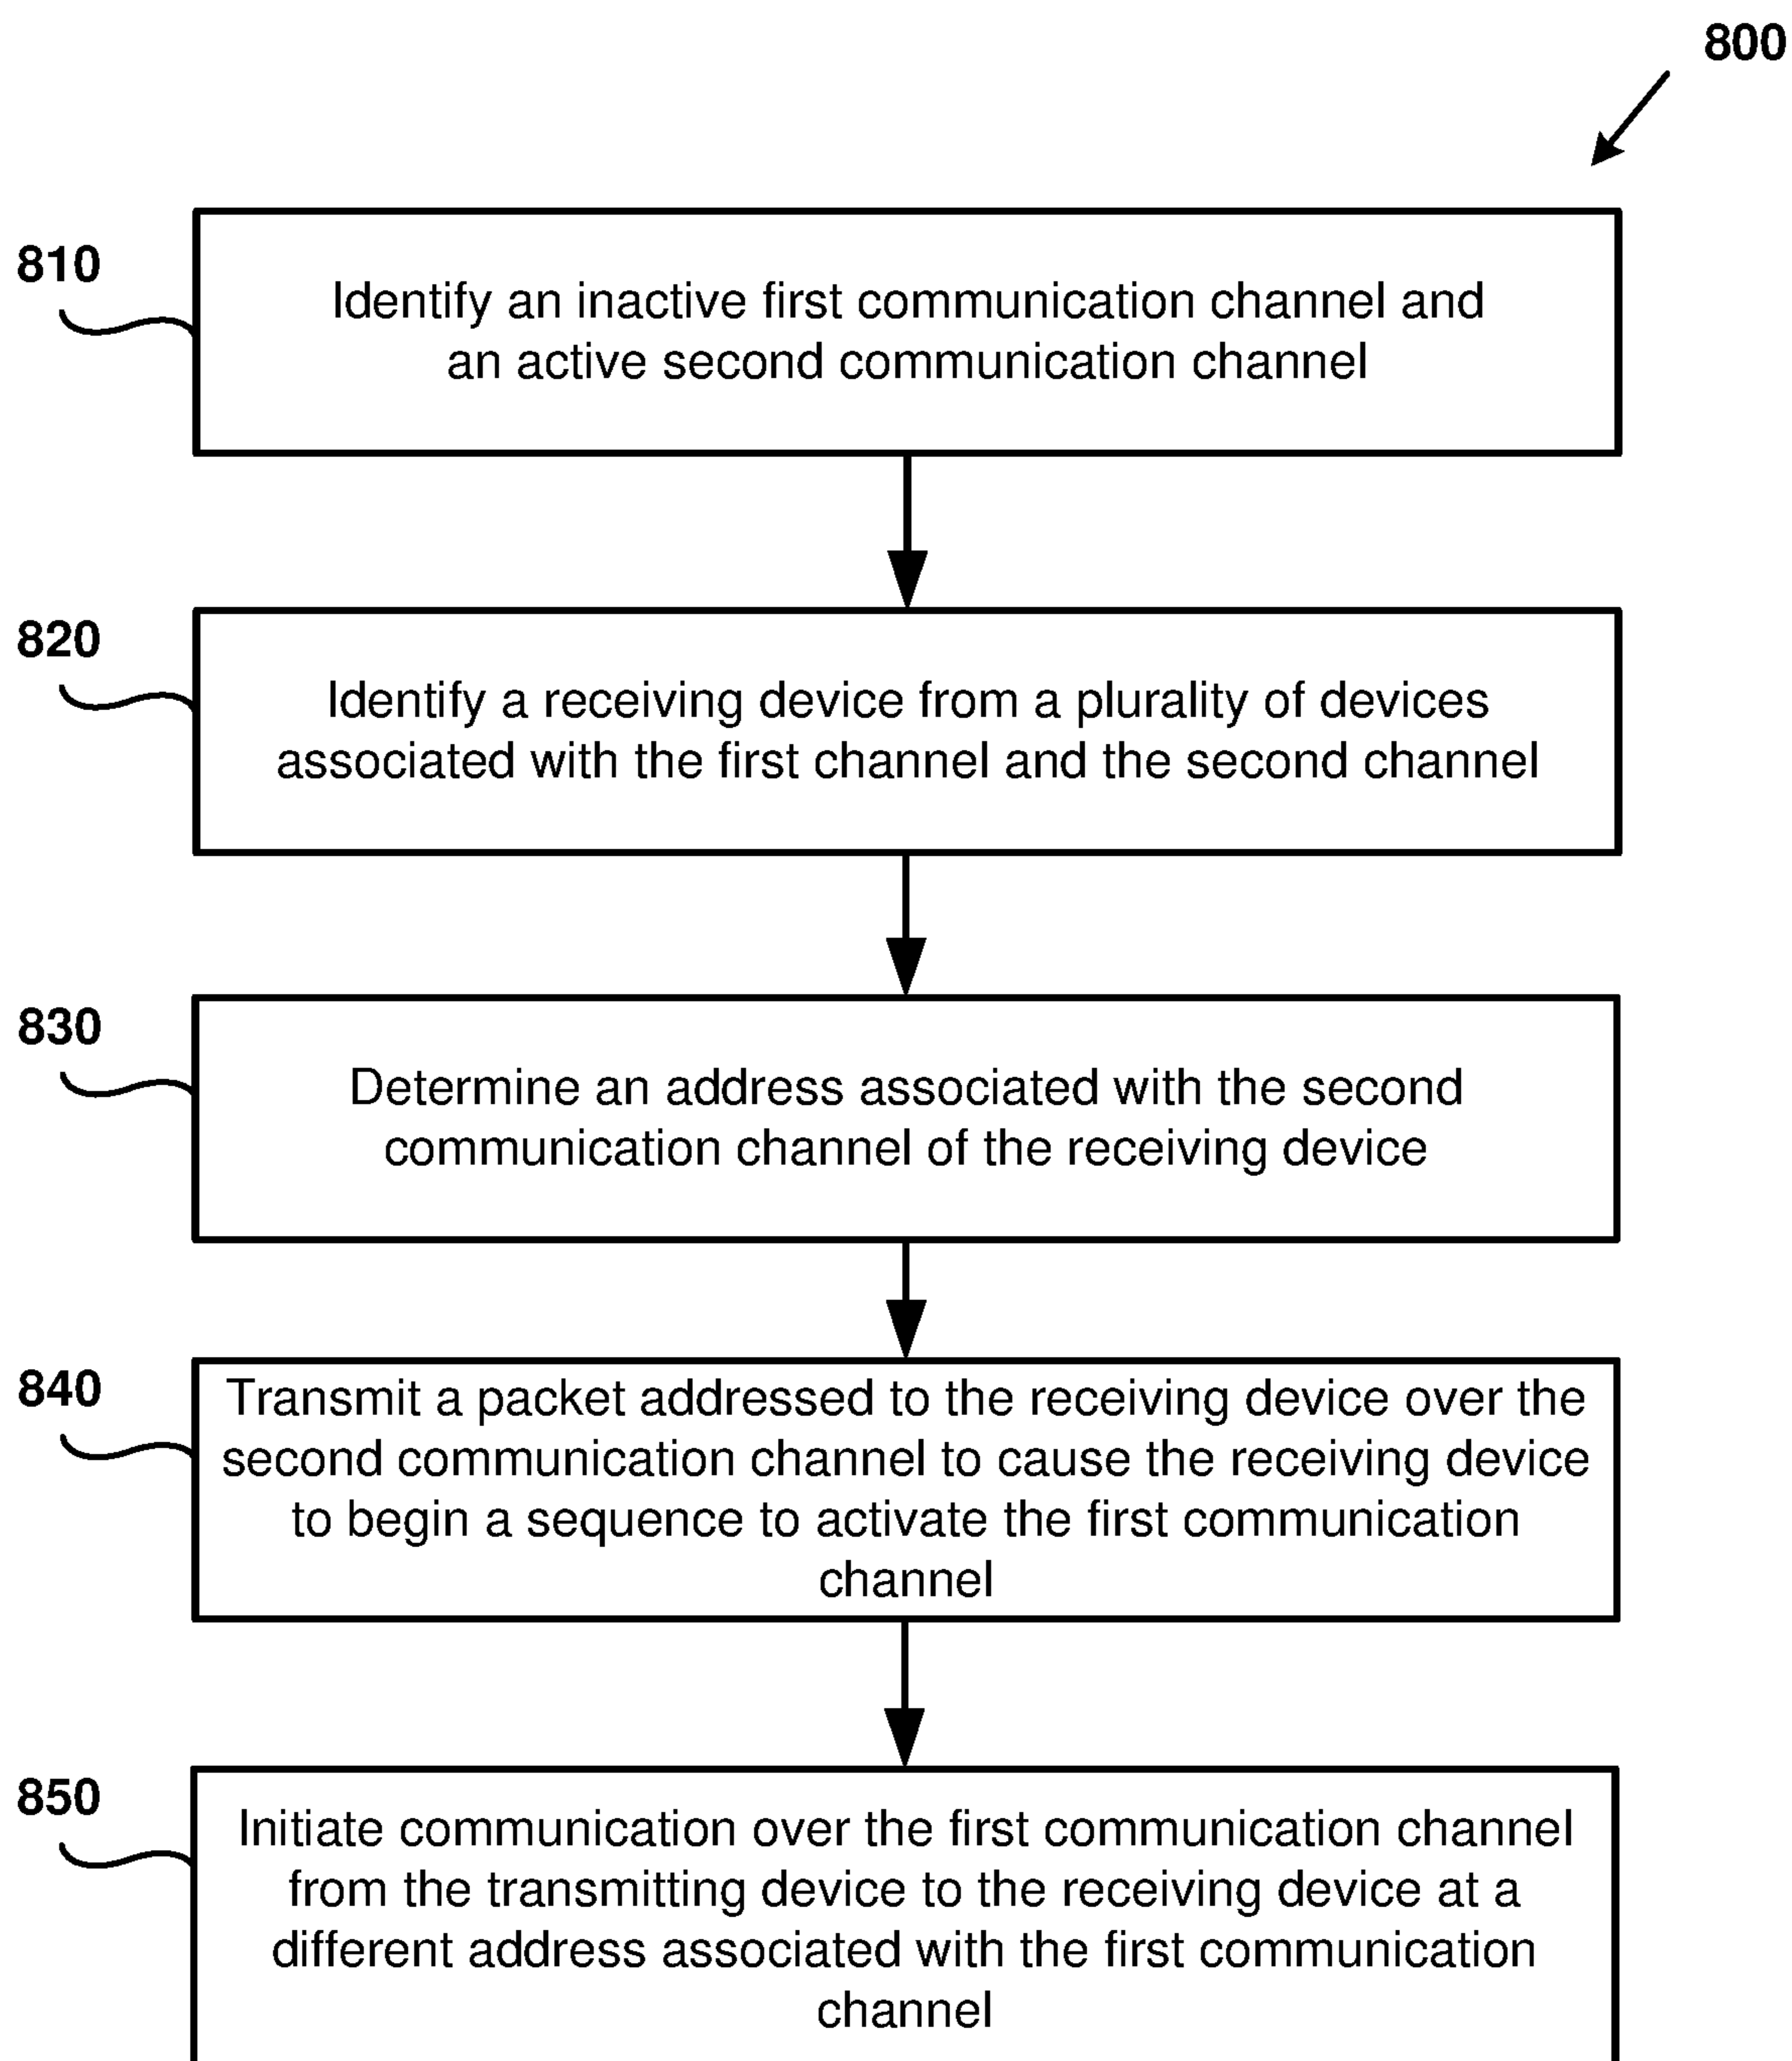 800
810
Identify an inactive first communication channel and
an active second communication channel
820
Identify a receiving device from a plurality of devices
associated with the first channel and the second channel
830
Determine an address associated with the second
communication channel of the receiving device
840
Transmit a packet addressed to the receiving device over the
second communication channel to cause the receiving device
to begin a sequence to activate the first communication
channel
850
Initiate communication over the first communication channel
from the transmitting device to the receiving device at a
different address associated with the first communication
channel